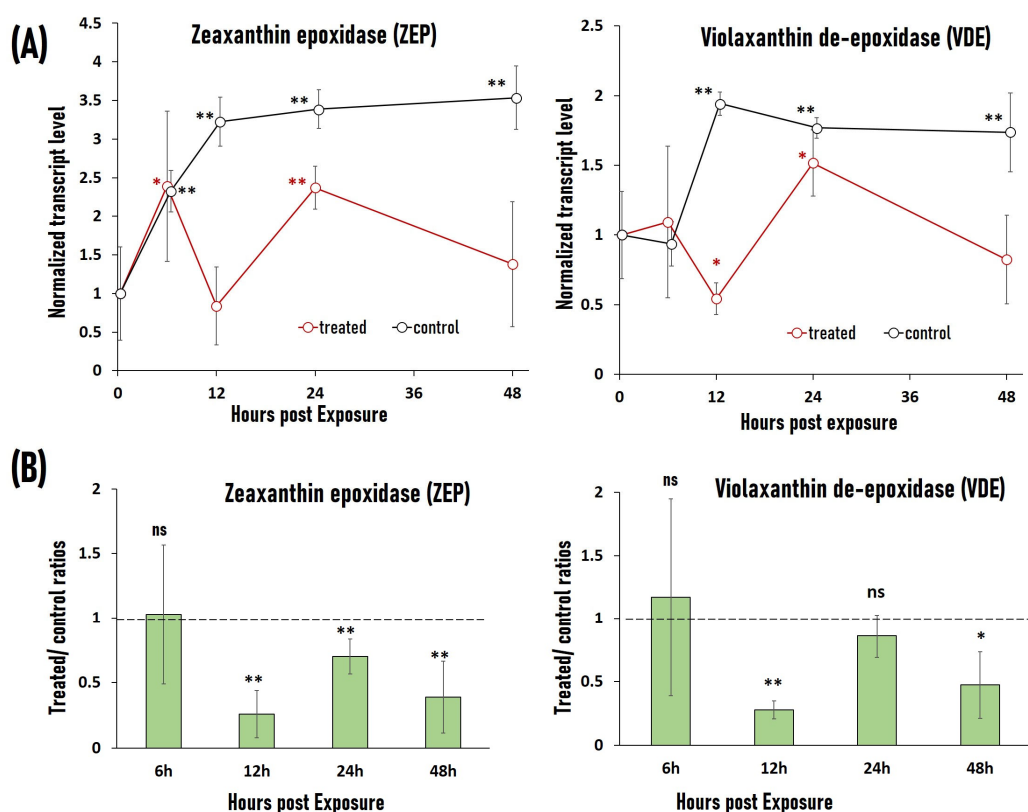 (A)
Zeaxanthin epoxidase (ZEP)
4.5
4
3.5
3
2.5
2
1.5
1
0.5
0
Normalized transcript level
**
**
**
**
*
**
treated
control
0
12
24
36
48
Hours post Exposure
Violaxanthin de-epoxidase (VDE)
2.5
2
1.5
1
0.5
0
Normalized transcript level
**
**
**
*
*
treated
control
0
12
24
36
48
Hours post exposure
(B)
Zeaxanthin epoxidase (ZEP)
2
1.5
1
0.5
0
Treated/ control ratios
ns
**
**
**
6h
12h
24h
48h
Hours post Exposure
Violaxanthin de-epoxidase (VDE)
2
1.5
1
0.5
0
Treated/ control ratios
ns
**
ns
*
6h
12h
24h
48h
Hours post Exposure